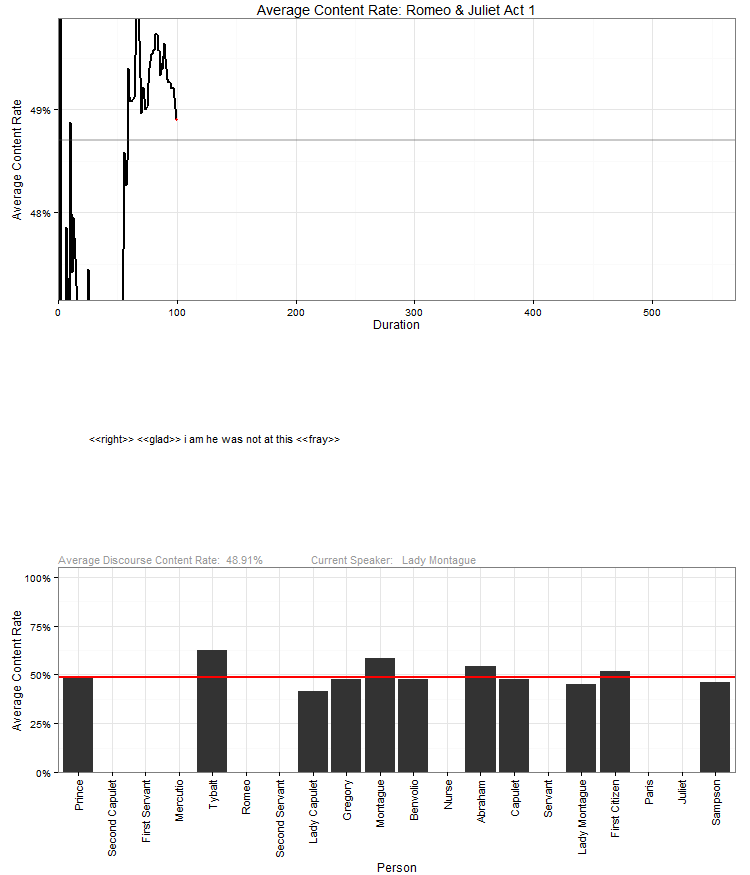 Average Content Rate: Romeo & Juliet Act 1
Average Content Rate
49%
48%
0 100 200 300 400 500
Duration
<<right>> <<glad>> i am he was not at this <<fray>>
Average Discourse Content Rate: 48.91% Current Speaker: Lady Montague
Average Content Rate
100%
75%
50%
25%
0%
Prince
Second Capulet
First Servant
Mercutio
Tybalt
Romeo
Second Servant
Lady Capulet
Gregory
Montague
Benvolio
Nurse
Abraham
Capulet
Servant
Lady Montague
First Citizen
Paris
Juliet
Sampson
Person